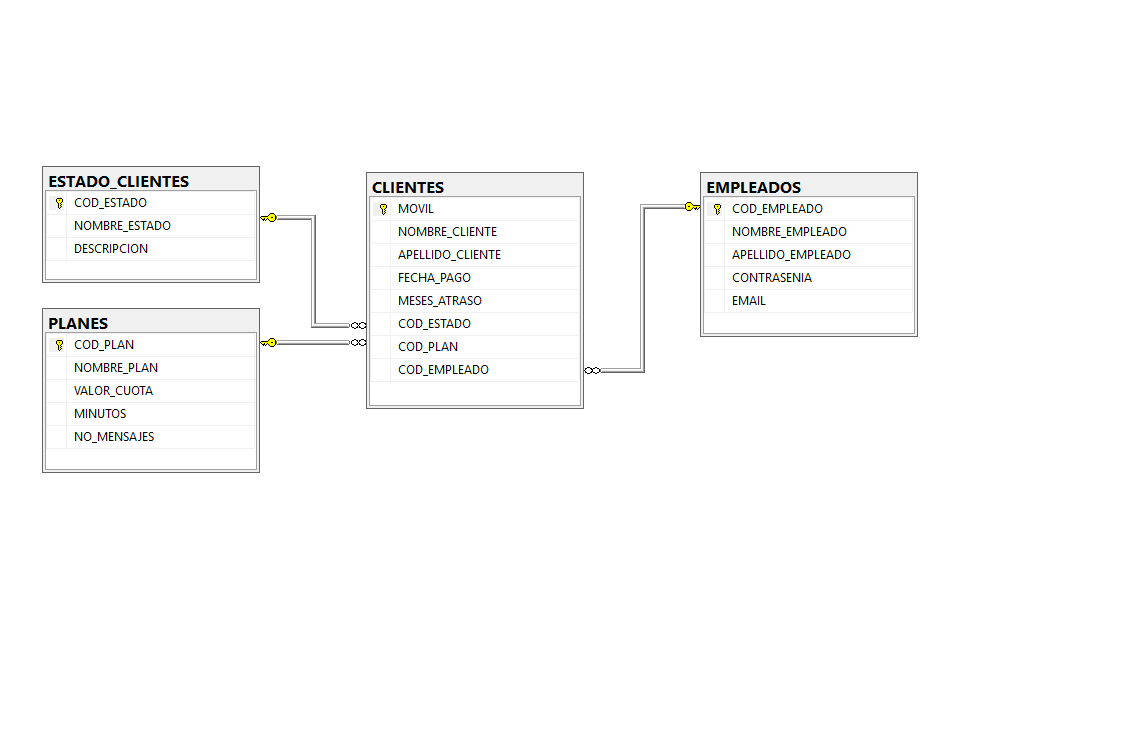 ESTADO_CLIENTES
COD_ESTADO
NOMBRE_ESTADO
DESCRIPCION
PLANES
COD_PLAN
NOMBRE_PLAN
VALOR_CUOTA
MINUTOS
NO_MENSAJES
CLIENTES
MOVIL
NOMBRE_CLIENTE
APELLIDO_CLIENTE
FECHA_PAGO
MESES_ATRASO
COD_ESTADO
COD_PLAN
COD_EMPLEADO
EMPLEADOS
COD_EMPLEADO
NOMBRE_EMPLEADO
APELLIDO_EMPLEADO
CONTRASENIA
EMAIL